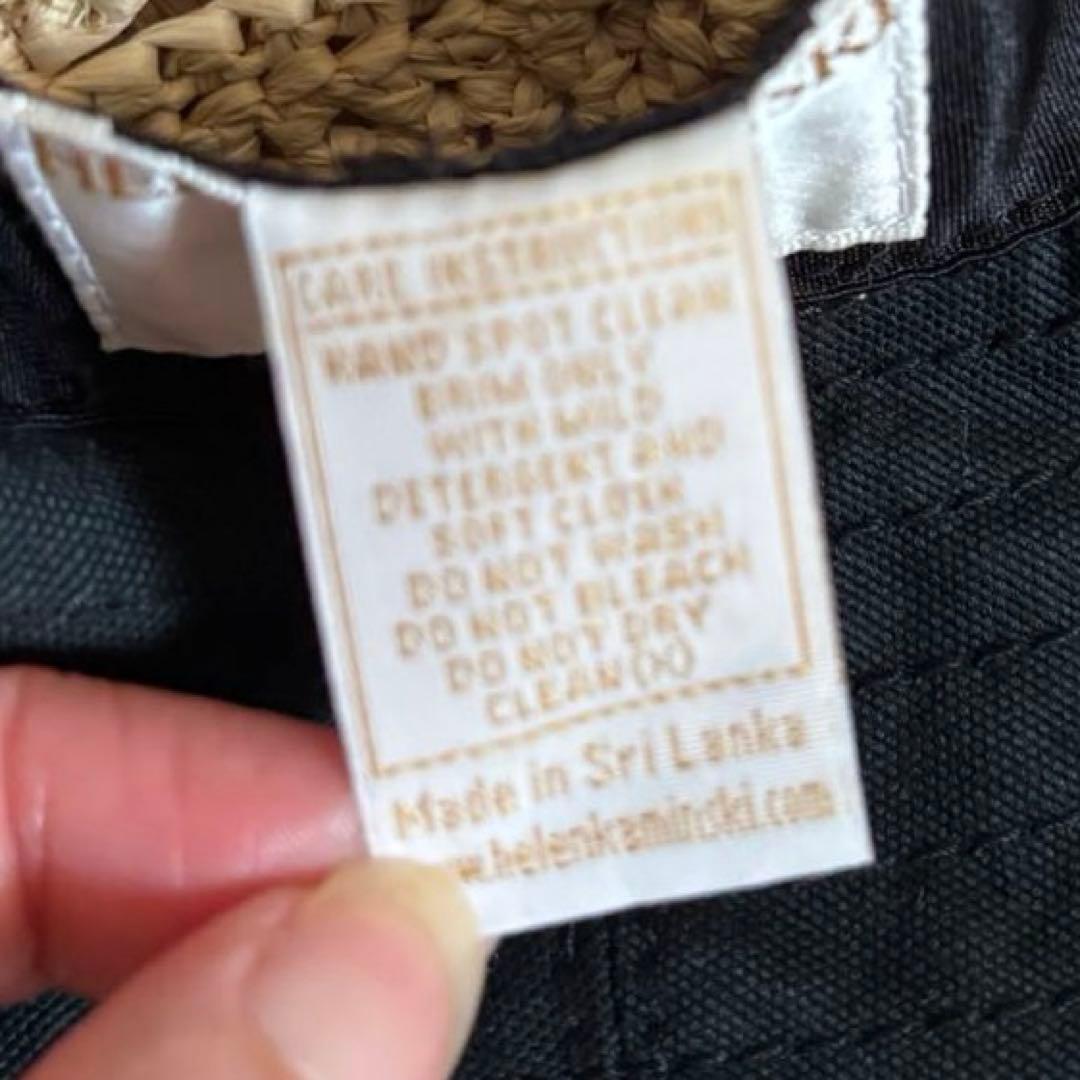 CARE INSTRUCTIONS
HAND SPOT CLEAN
BRIM ONLY
WITH MILD
DETERGENT AND
SOFT CLOTH
DO NOT WASH
DO NOT BLEACH
DO NOT DRY
CLEAN (X)
Made in Sri Lanka
w.helenkaminski.com